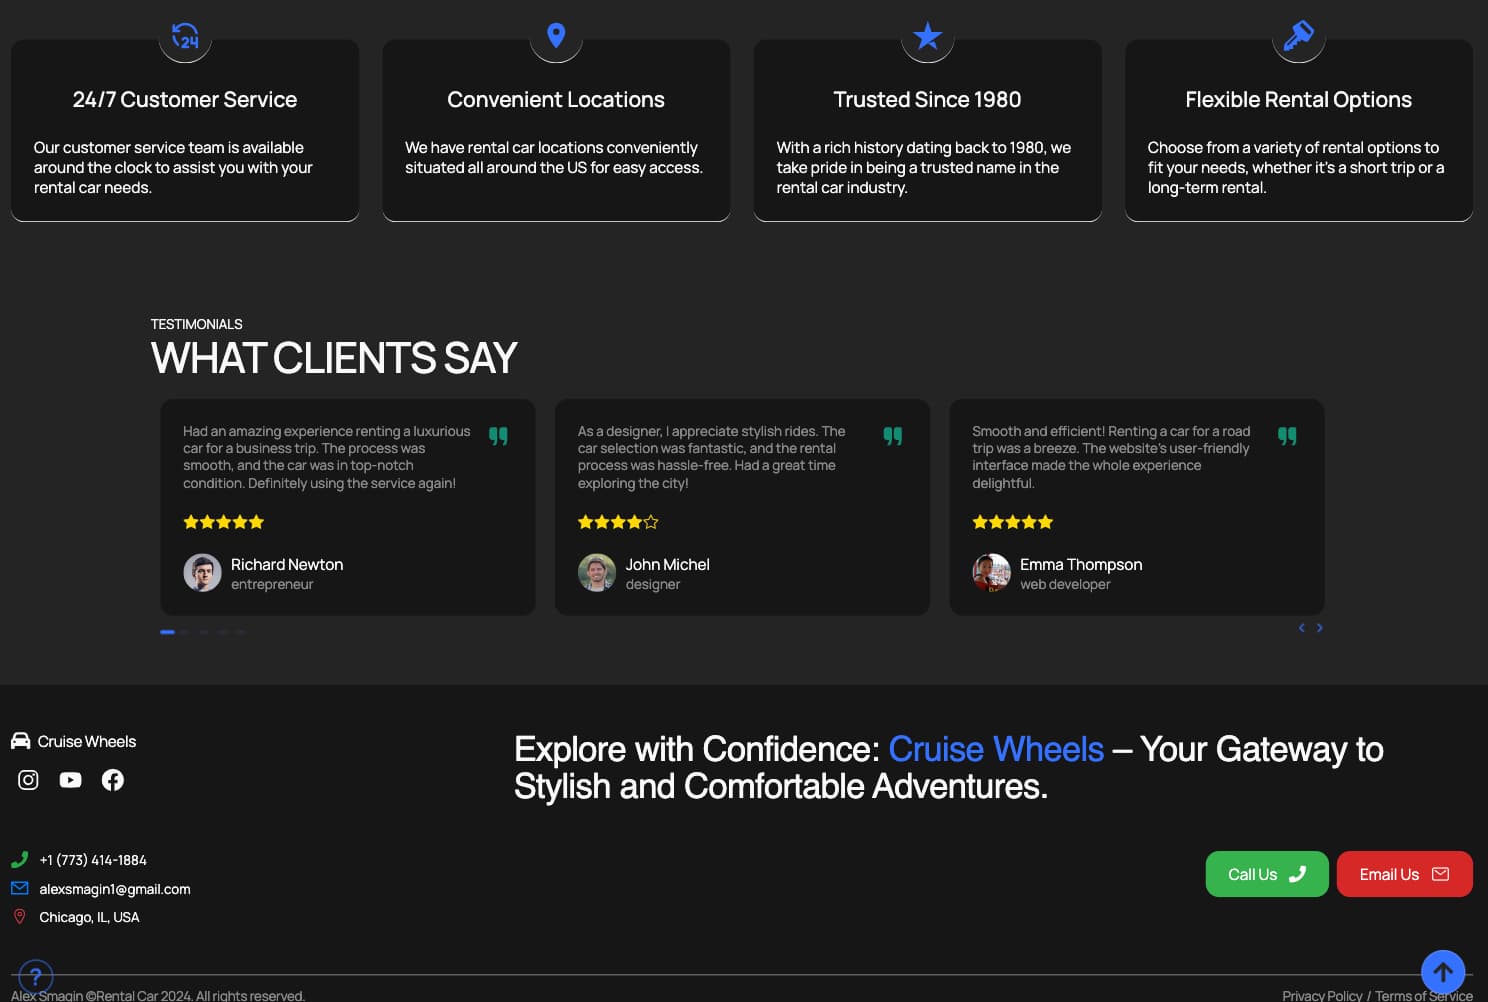 24
24/7 Customer Service
Our customer service team is available
around the clock to assist you with your
rental car needs.
Convenient Locations
We have rental car locations conveniently
situated all around the US for easy access.
Trusted Since 1980
With a rich history dating back to 1980, we
take pride in being a trusted name in the
rental car industry.
Flexible Rental Options
Choose from a variety of rental options to
fit your needs, whether it's a short trip or a
long-term rental.
TESTIMONIALS
WHAT CLIENTS SAY
Had an amazing experience renting a luxurious
car for a business trip. The process was
smooth, and the car was in top-notch
condition. Definitely using the service again!
Richard Newton
entrepreneur
As a designer, I appreciate stylish rides. The
car selection was fantastic, and the rental
process was hassle-free. Had a great time
exploring the city!
John Michel
designer
Smooth and efficient! Renting a car for a road
trip was a breeze. The website's user-friendly
interface made the whole experience
delightful.
Emma Thompson
web developer
Cruise Wheels
Explore with Confidence: Cruise Wheels – Your Gateway to
Stylish and Comfortable Adventures.
+1 (773) 414-1884
alexsmagin1@gmail.com
Chicago, IL, USA
Call Us
Email Us
?
Alex Smagin ©Rental Car 2024. All rights reserved.
Privacy Policy / Terms of Service